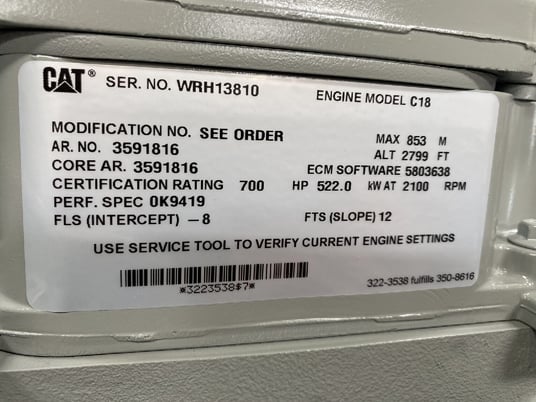 CAT® SER. NO. WRH13810 ENGINE MODEL C18
MODIFICATION NO. SEE ORDER MAX 853 M
AR. NO. 3591816 ALT 2799 FT
CORE AR. 3591816 ECM SOFTWARE 5803638
CERTIFICATION RATING 700 HP 522.0 kW AT 2100 RPM
PERF. SPEC 0K9419
FLS (INTERCEPT) -8 FTS (SLOPE) 12
USE SERVICE TOOL TO VERIFY CURRENT ENGINE SETTINGS
*3223538$7*
322-3538 fulfills 350-8616